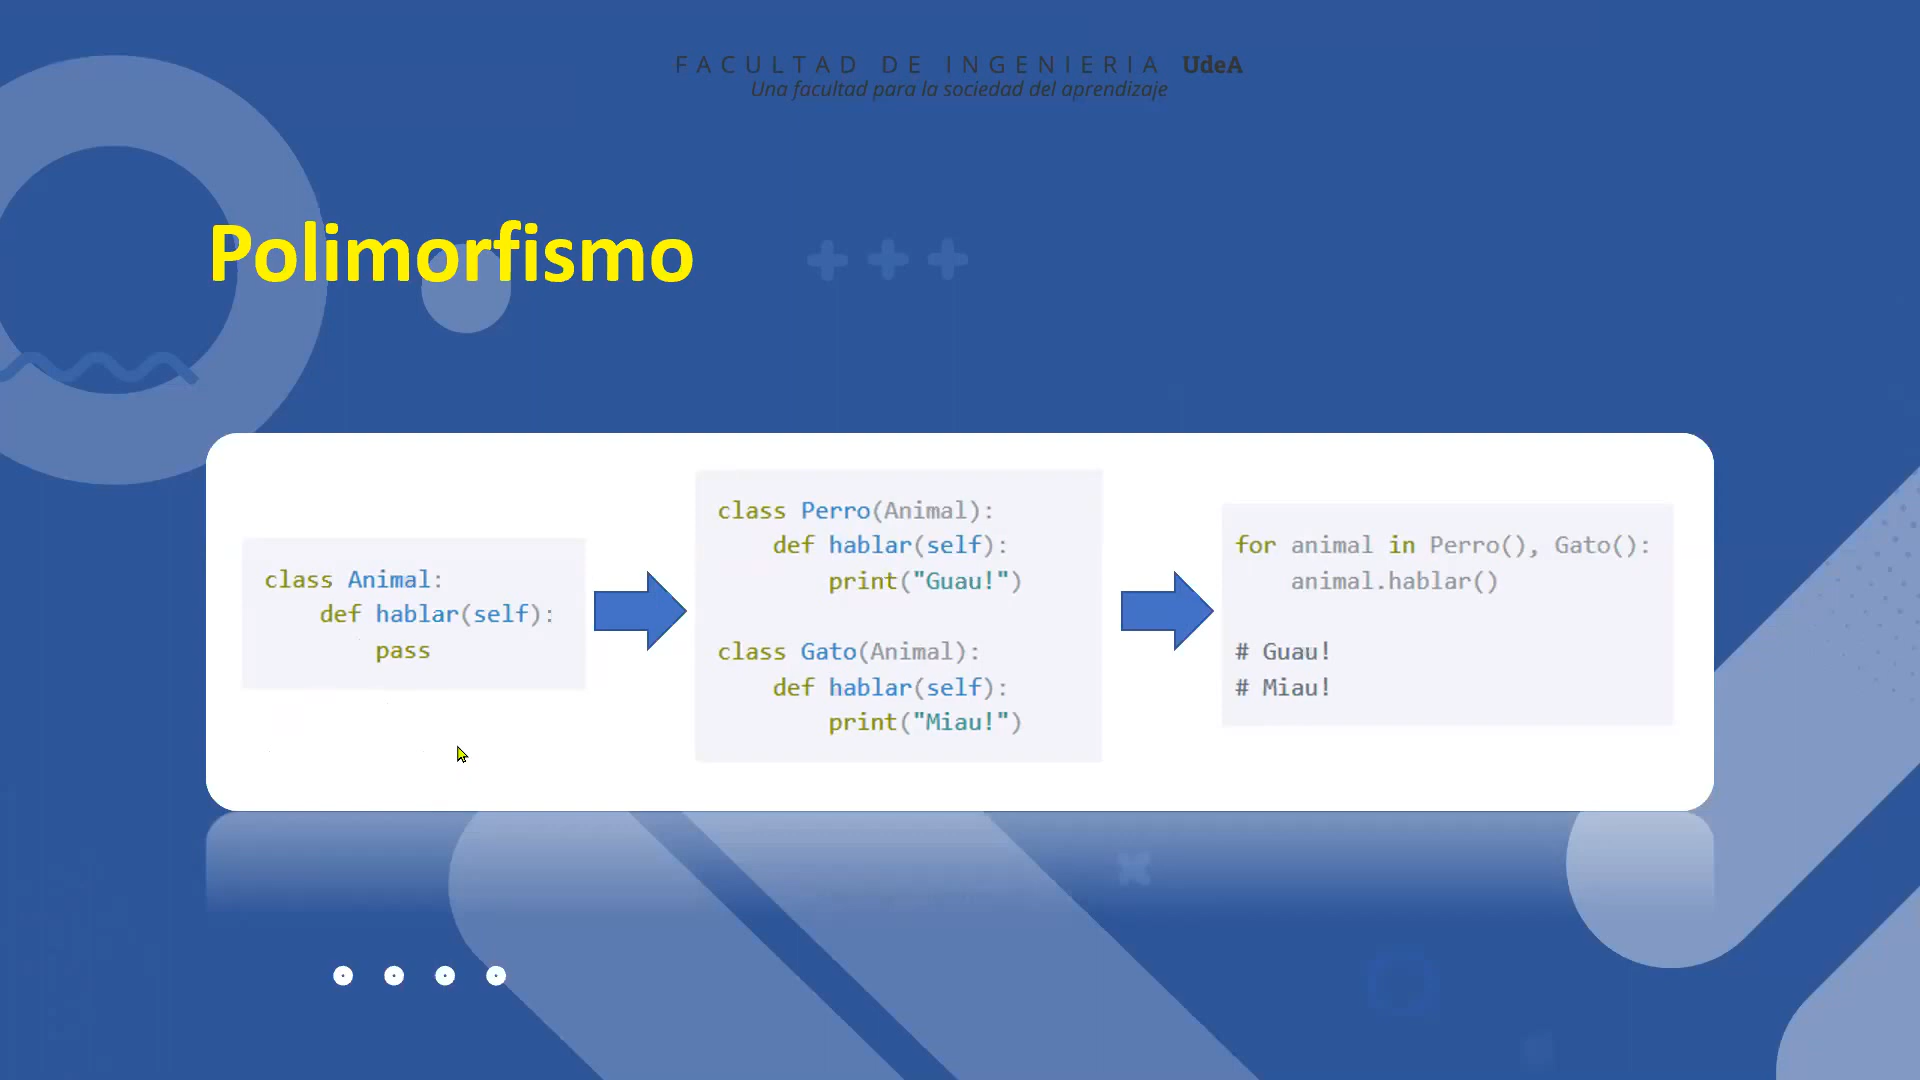 FACULTAD DE INGENIERIA UdeA
Una facultad para la sociedad del aprendizaje
Polimorfismo
class Animal:
    def hablar(self):
        pass
class Perro(Animal):
    def hablar(self):
        print("Guau!")
class Gato(Animal):
    def hablar(self):
        print("Miau!")
for animal in Perro(), Gato():
    animal.hablar()
# Guau!
# Miau!